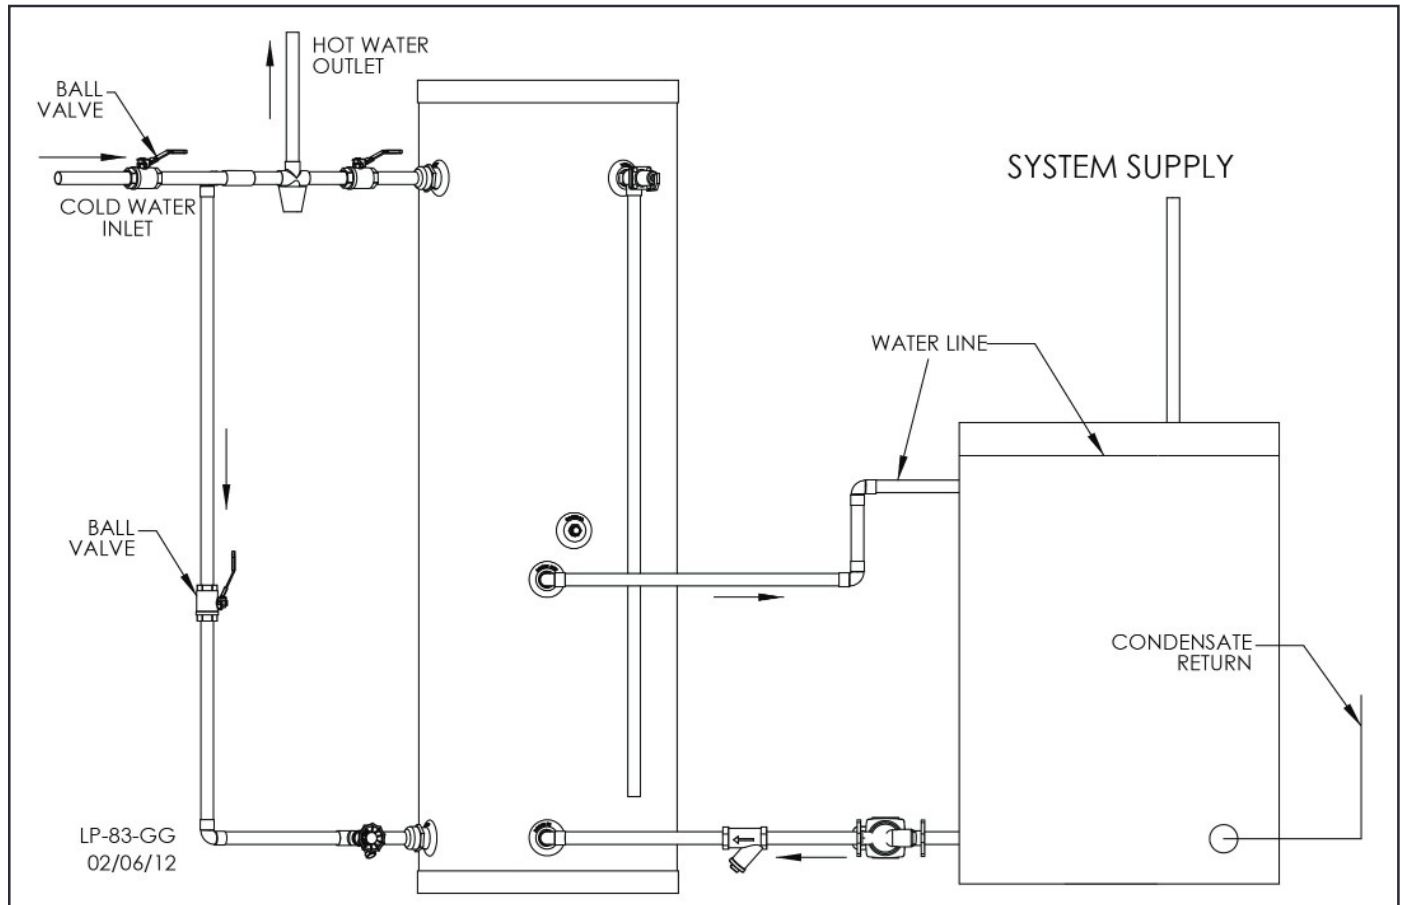 HOT WATER
OUTLET
BALL
VALVE
SYSTEM SUPPLY
COLD WATER
INLET
WATER LINE
BALL
VALVE
CONDENSATE
RETURN
LP-83-GG
02/06/12